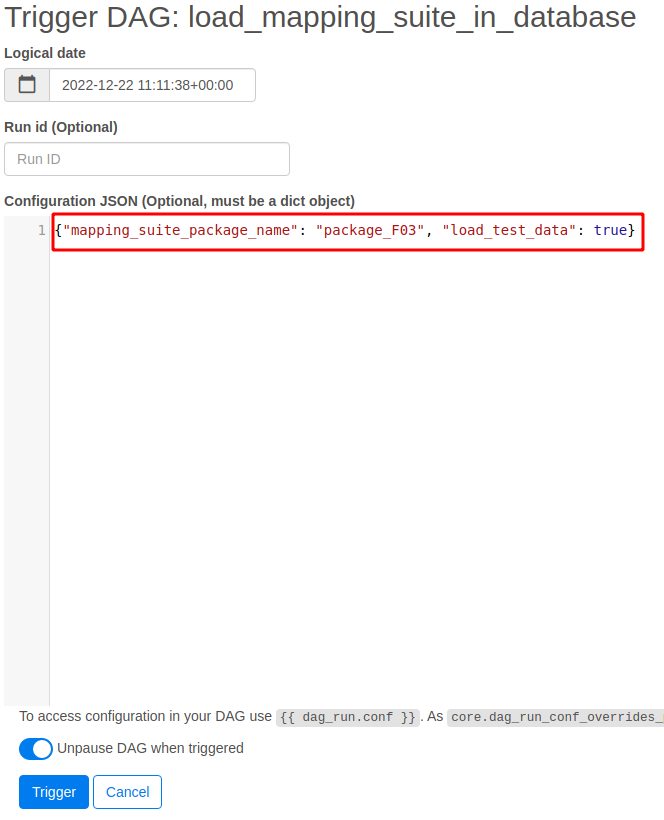 Trigger DAG: load_mapping_suite_in_database
Logical date
2022-12-22 11:11:38+00:00
Run id (Optional)
Run ID
Configuration JSON (Optional, must be a dict object)
1 {"mapping_suite_package_name": "package_F03", "load_test_data": true}
To access configuration in your DAG use {{ dag_run.conf }}. As core.dag_run_conf_overrides_
Unpause DAG when triggered
Trigger Cancel